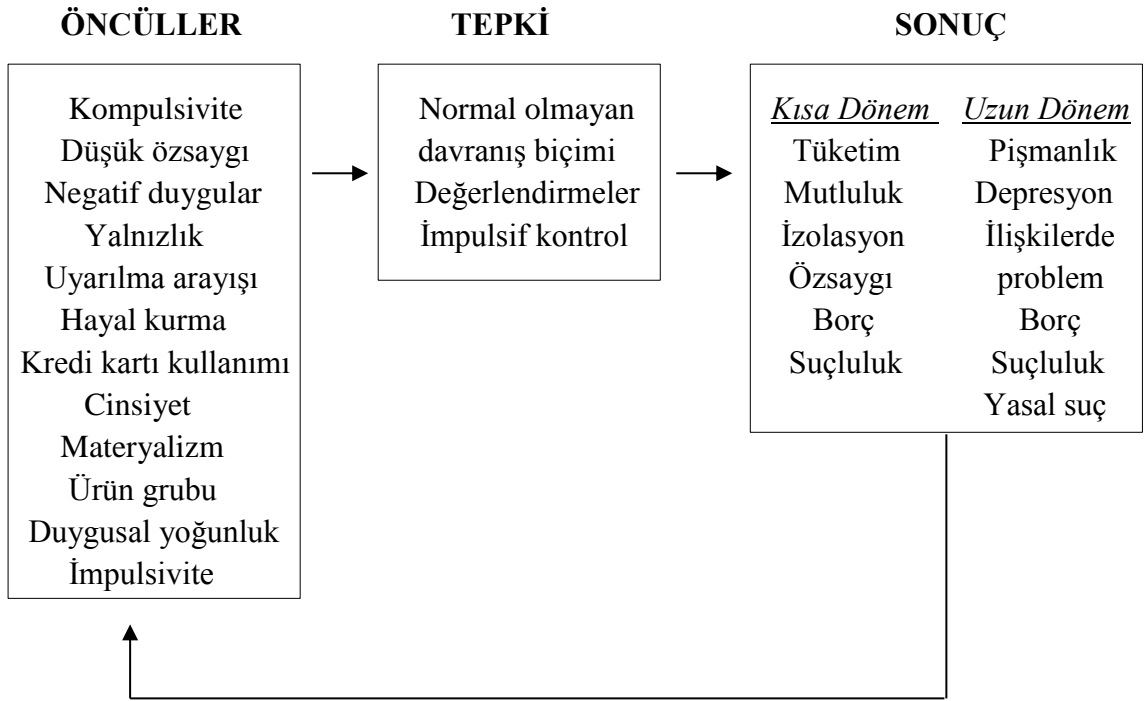 ÖNCÜLLER
Kompulsivite
Düşük özsaygı
Negatif duygular
Yalnızlık
Uyarılma arayışı
Hayal kurma
Kredi kartı kullanımı
Cinsiyet
Materyalizm
Ürün grubu
Duygusal yoğunluk
İmpulsivite
TEPKİ
Normal olmayan
davranış biçimi
Değerlendirmeler
İmpulsif kontrol
SONUÇ
Kısa Dönem
Tüketim
Mutluluk
İzolasyon
Özsaygı
Borç
Suçluluk
Uzun Dönem
Pişmanlık
Depresyon
İlişkilerde
problem
Borç
Suçluluk
Yasal suç